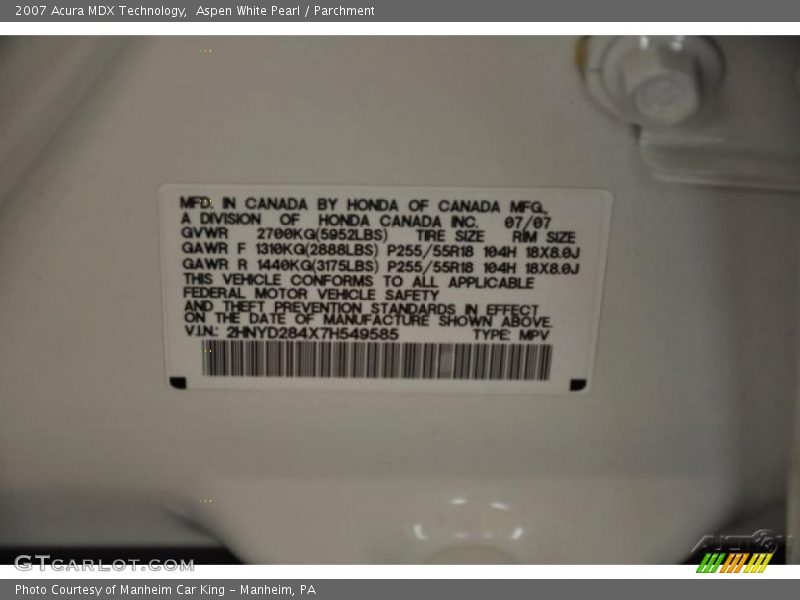 2007 Acura MDX Technology, Aspen White Pearl / Parchment
MFD. IN CANADA BY HONDA OF CANADA MFG.,
A DIVISION OF HONDA CANADA INC. 07/07
GVWR 2700KG(5952LBS) TIRE SIZE RIM SIZE
GAWR F 1310KG(2888LBS) P255/55R18 104H 18X8.0J
GAWR R 1440KG(3175LBS) P255/55R18 104H 18X8.0J
THIS VEHICLE CONFORMS TO ALL APPLICABLE
FEDERAL MOTOR VEHICLE SAFETY
AND THEFT PREVENTION STANDARDS IN EFFECT
ON THE DATE OF MANUFACTURE SHOWN ABOVE.
V.I.N.: 2HNYD284X7H549585 TYPE: MPV
GTCARLOT.COM
Photo Courtesy of Manheim Car King - Manheim, PA